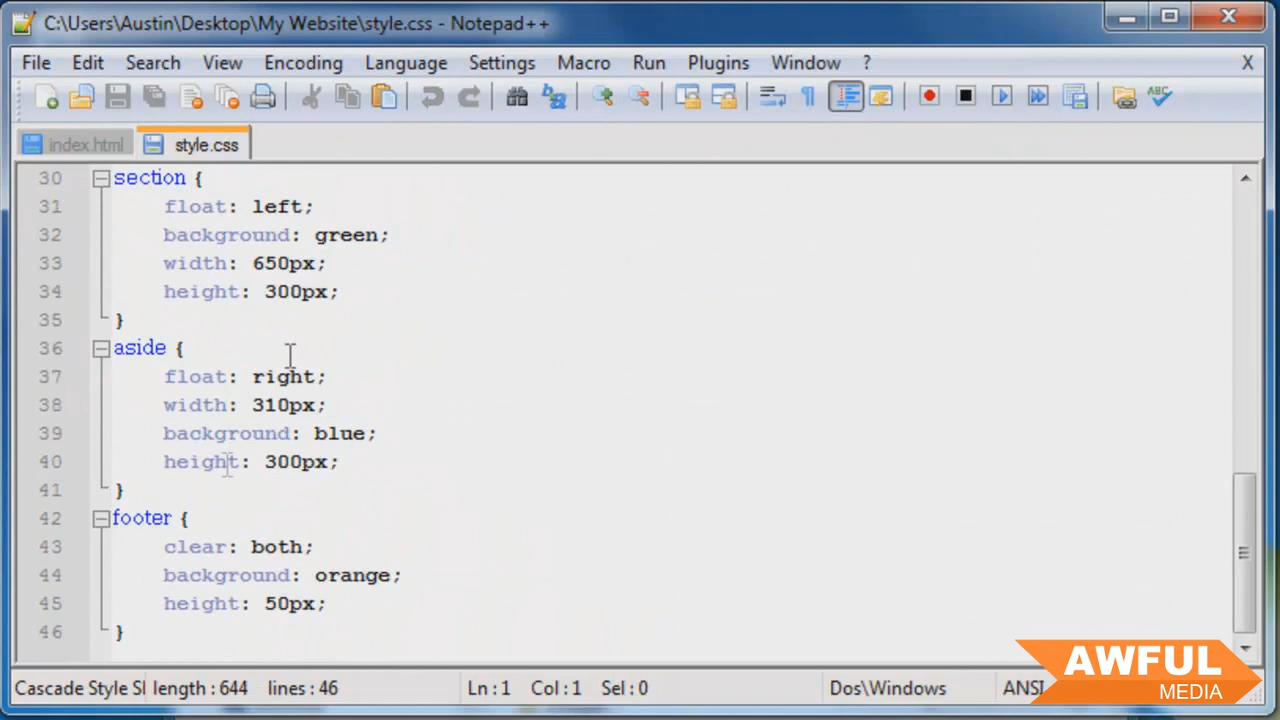 C:\Users\Austin\Desktop\My Website\style.css - Notepad++
File Edit Search View Encoding Language Settings Macro Run Plugins Window ? X
index.html style.css
30 section {
31 float: left;
32 background: green;
33 width: 650px;
34 height: 300px;
35 }
36 aside {
37 float: right;
38 width: 310px;
39 background: blue;
40 height: 300px;
41 }
42 footer {
43 clear: both;
44 background: orange;
45 height: 50px;
46 }
Cascade Style Sl length : 644 lines : 46 Ln : 1 Col : 1 Sel : 0 Dos\Windows ANSI
AWFUL
MEDIA